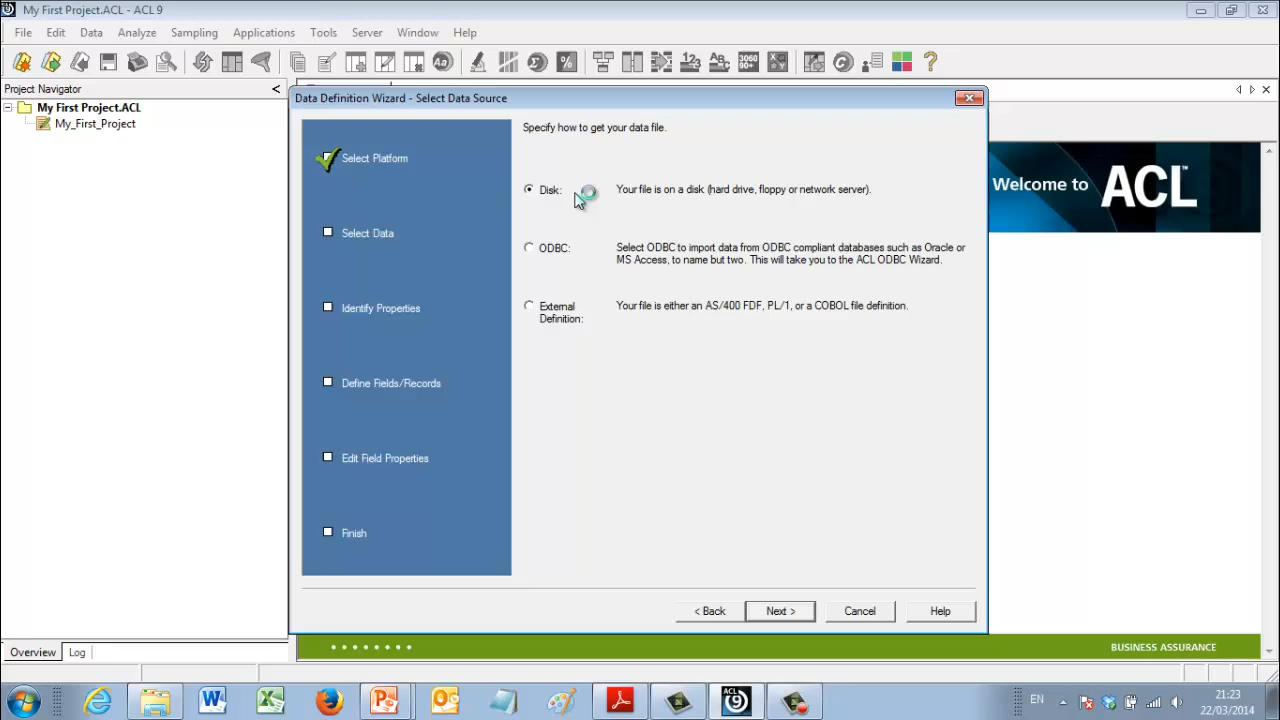 My First Project.ACL - ACL 9
File Edit Data Analyze Sampling Applications Tools Server Window Help
Project Navigator
My First Project.ACL
My_First_Project
Data Definition Wizard - Select Data Source
Select Platform
Select Data
Identify Properties
Define Fields/Records
Edit Field Properties
Finish
Specify how to get your data file.
Disk: Your file is on a disk (hard drive, floppy or network server).
ODBC: Select ODBC to import data from ODBC compliant databases such as Oracle or
MS Access, to name but two. This will take you to the ACL ODBC Wizard.
External Your file is either an AS/400 FDF, PL/1, or a COBOL file definition.
Definition:
< Back Next > Cancel Help
Welcome to ACL™
BUSINESS ASSURANCE
Overview Log
EN 21:23
22/03/2014